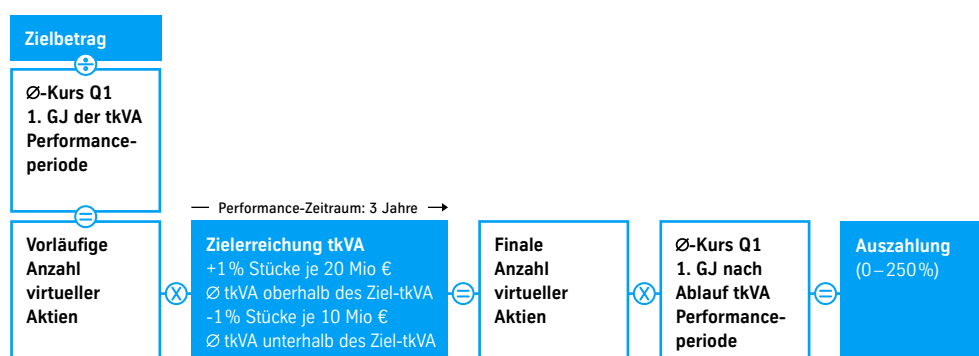 Zielbetrag
÷
Ø-Kurs Q1
1. GJ der tkVA
Performance-
periode
=
— Performance-Zeitraum: 3 Jahre →
Vorläufige
Anzahl
virtueller
Aktien
X
Zielerreichung tkVA
+1% Stücke je 20 Mio €
Ø tkVA oberhalb des Ziel-tkVA
-1% Stücke je 10 Mio €
Ø tkVA unterhalb des Ziel-tkVA
=
Finale
Anzahl
virtueller
Aktien
X
Ø-Kurs Q1
1. GJ nach
Ablauf tkVA
Performance-
periode
=
Auszahlung
(0–250%)